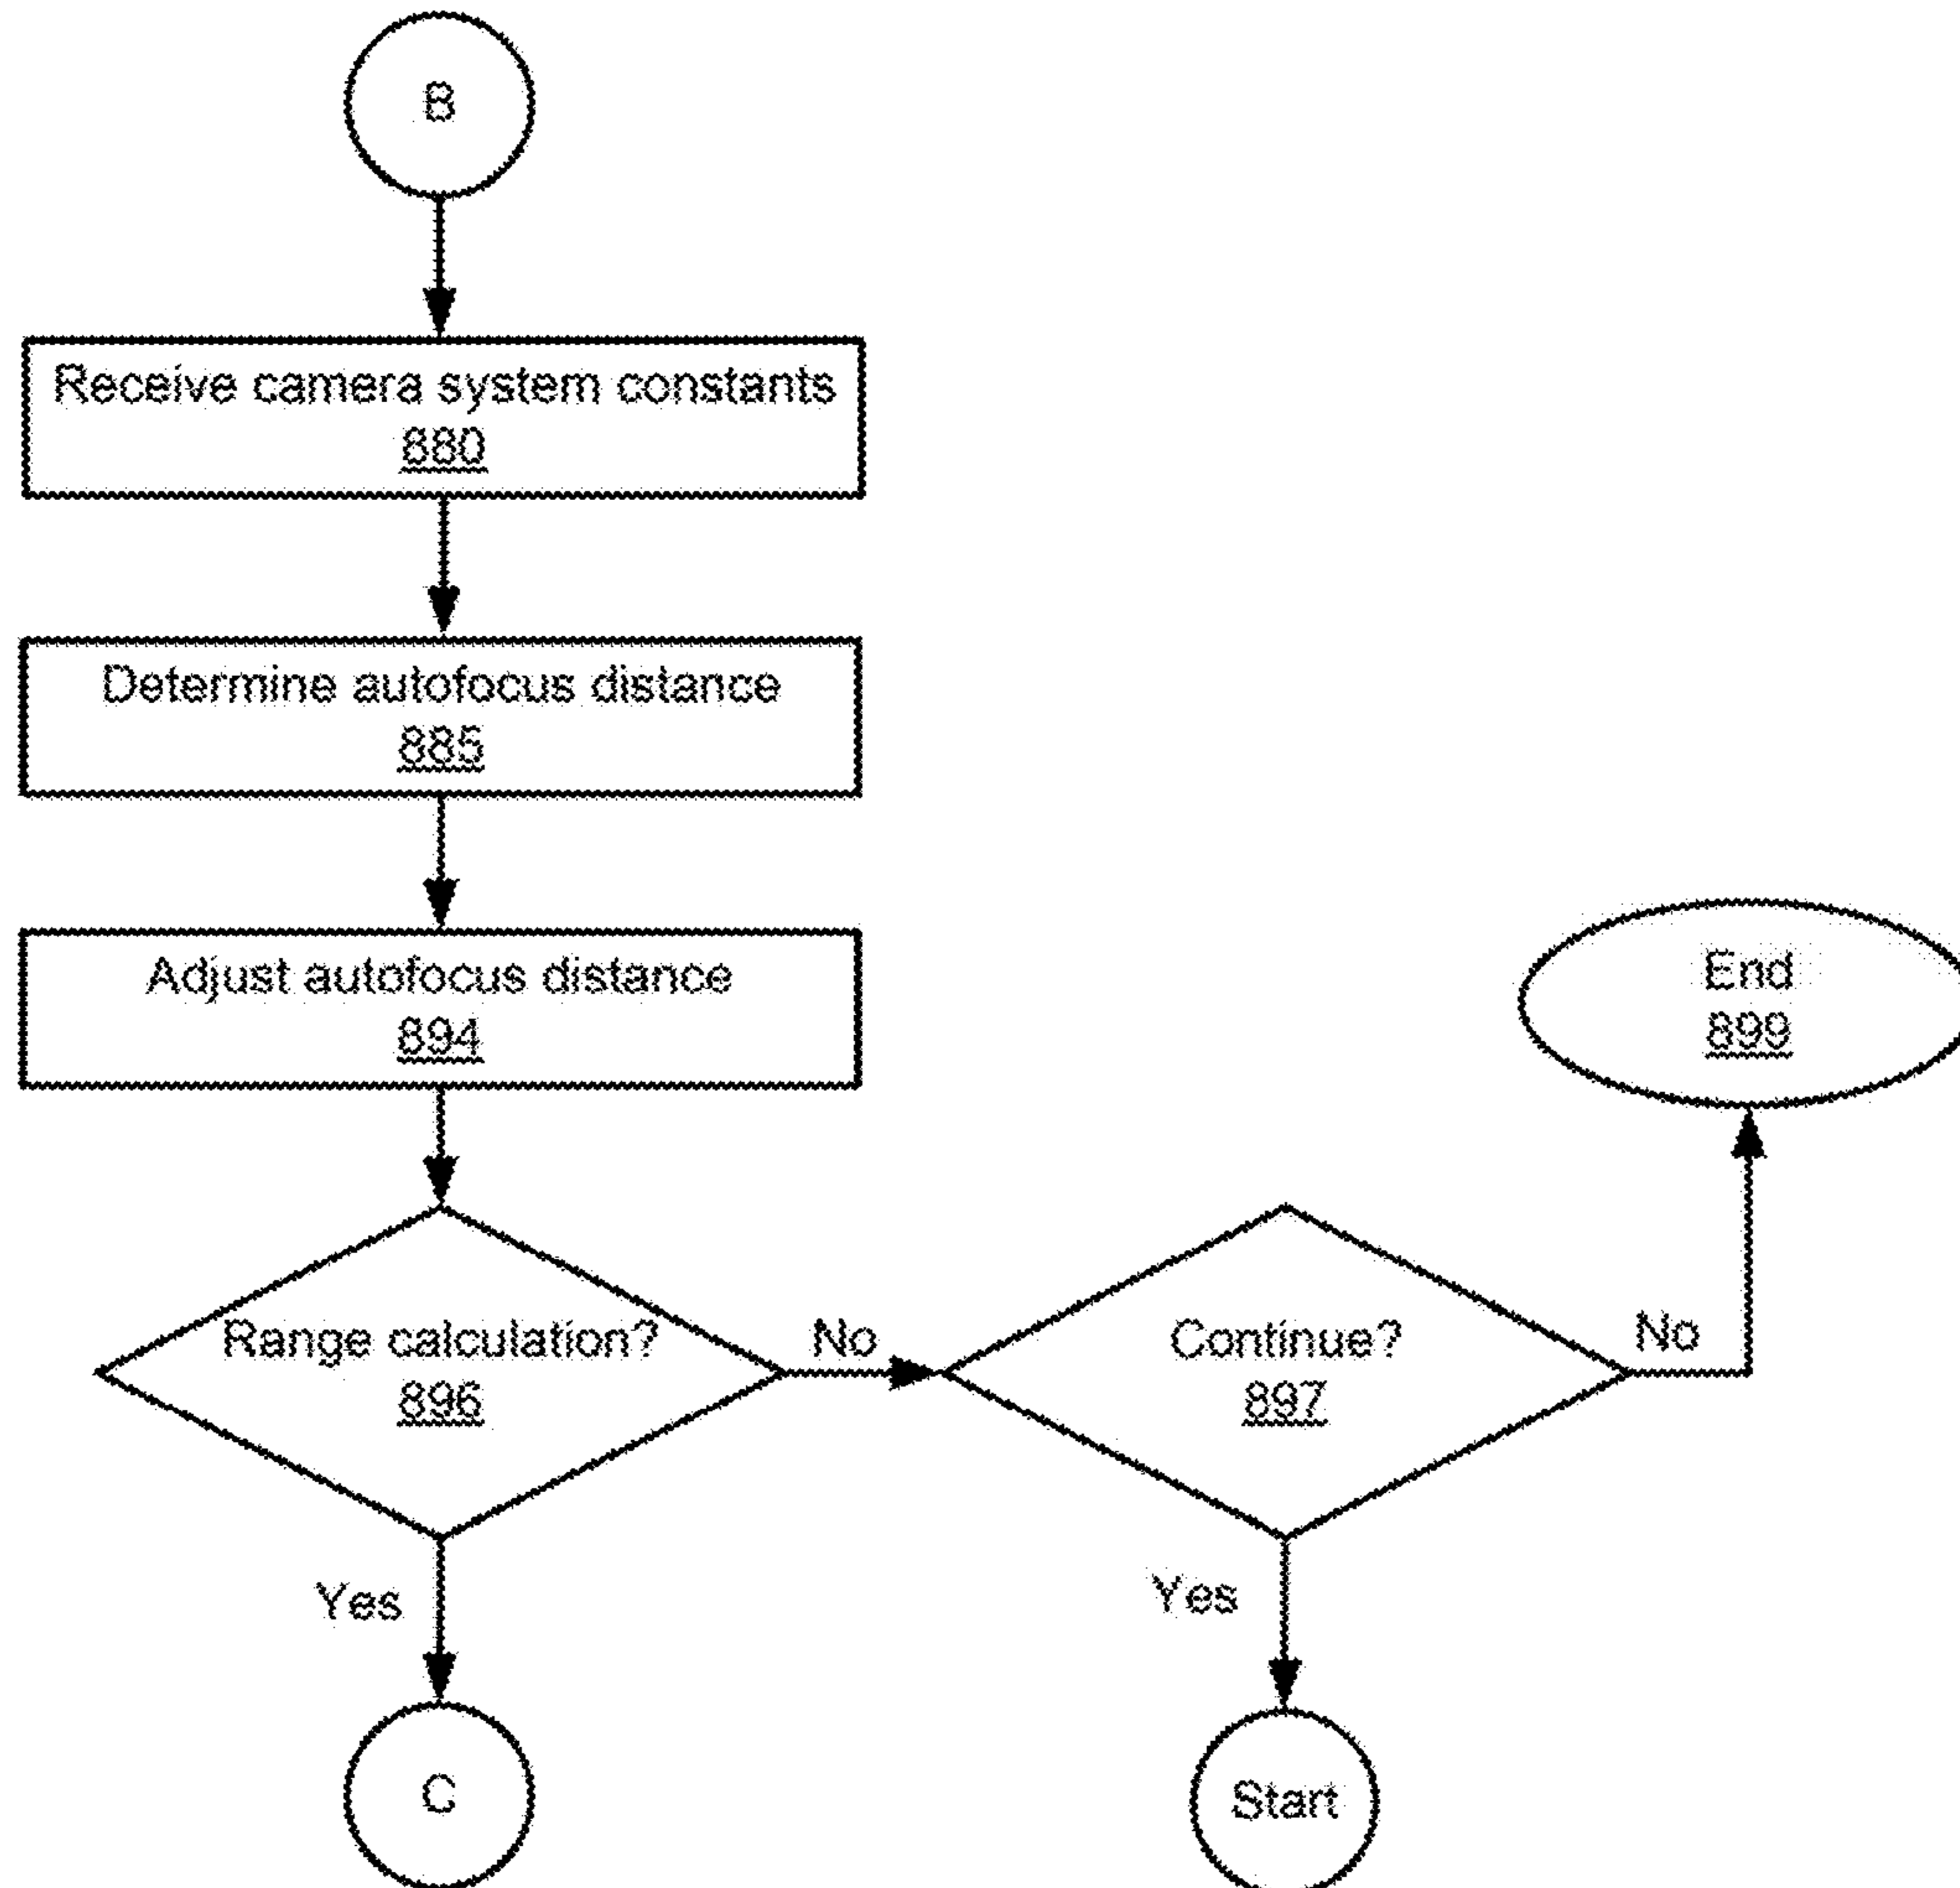 B
Receive camera system constants
880
Determine autofocus distance
885
Adjust autofocus distance
894
End
899
Range calculation?
896
No
Continue?
897
No
Yes
Yes
C
Start